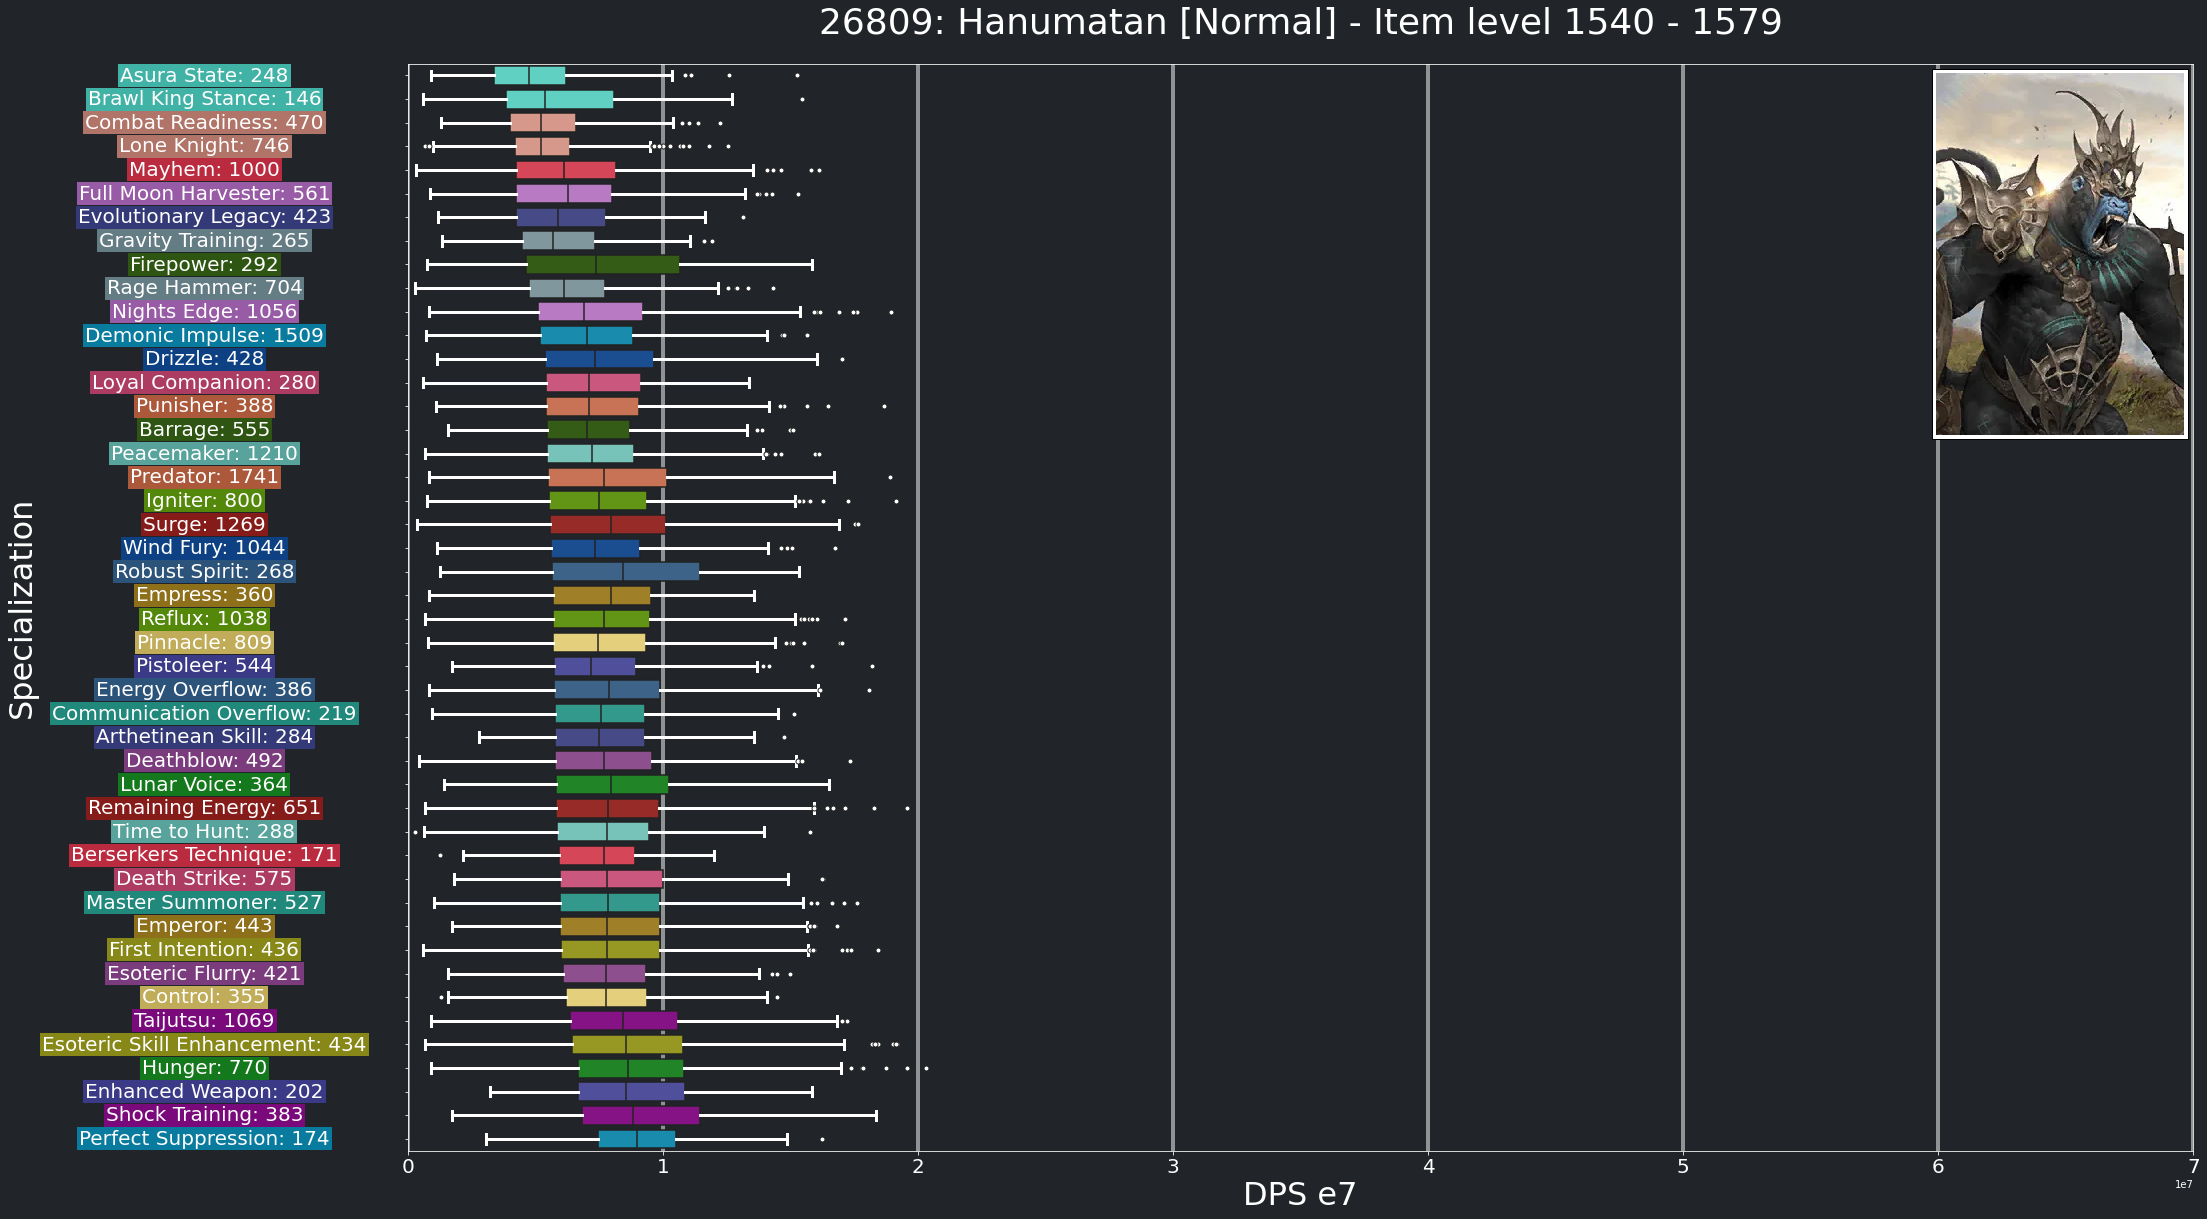 26809: Hanumatan [Normal] - Item level 1540 - 1579
Specialization
Asura State: 248
Brawl King Stance: 146
Combat Readiness: 470
Lone Knight: 746
Mayhem: 1000
Full Moon Harvester: 561
Evolutionary Legacy: 423
Gravity Training: 265
Firepower: 292
Rage Hammer: 704
Nights Edge: 1056
Demonic Impulse: 1509
Drizzle: 428
Loyal Companion: 280
Punisher: 388
Barrage: 555
Peacemaker: 1210
Predator: 1741
Igniter: 800
Surge: 1269
Wind Fury: 1044
Robust Spirit: 268
Empress: 360
Reflux: 1038
Pinnacle: 809
Pistoleer: 544
Energy Overflow: 386
Communication Overflow: 219
Arthetinean Skill: 284
Deathblow: 492
Lunar Voice: 364
Remaining Energy: 651
Time to Hunt: 288
Berserkers Technique: 171
Death Strike: 575
Master Summoner: 527
Emperor: 443
First Intention: 436
Esoteric Flurry: 421
Control: 355
Taijutsu: 1069
Esoteric Skill Enhancement: 434
Hunger: 770
Enhanced Weapon: 202
Shock Training: 383
Perfect Suppression: 174
0 1 2 3 4 5 6 7
1e7
DPS e7